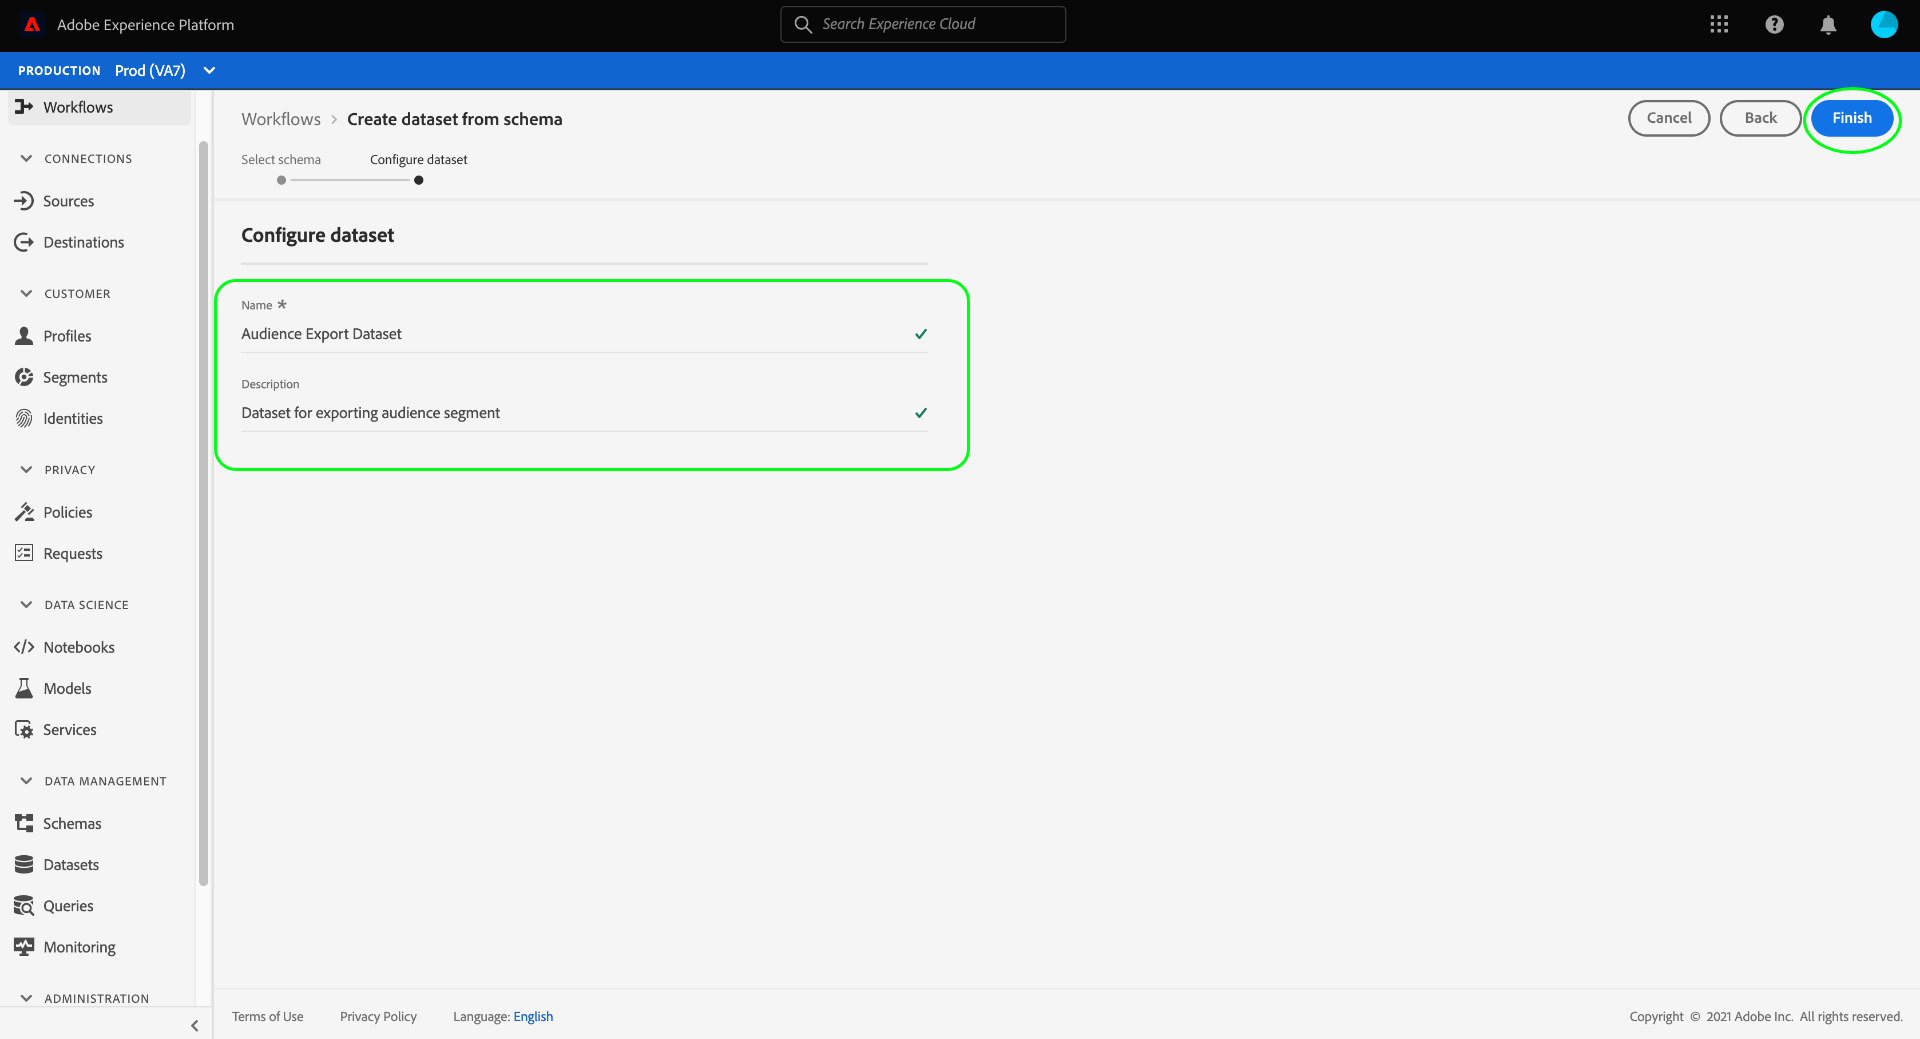 Adobe Experience Platform
Search Experience Cloud
PRODUCTION Prod (VA7)
Workflows
CONNECTIONS
Sources
Destinations
CUSTOMER
Profiles
Segments
Identities
PRIVACY
Policies
Requests
DATA SCIENCE
Notebooks
Models
Services
DATA MANAGEMENT
Schemas
Datasets
Queries
Monitoring
ADMINISTRATION
Workflows > Create dataset from schema
Cancel
Back
Finish
Select schema
Configure dataset
Configure dataset
Name *
Audience Export Dataset
Description
Dataset for exporting audience segment
Terms of Use
Privacy Policy
Language: English
Copyright © 2021 Adobe Inc. All rights reserved.